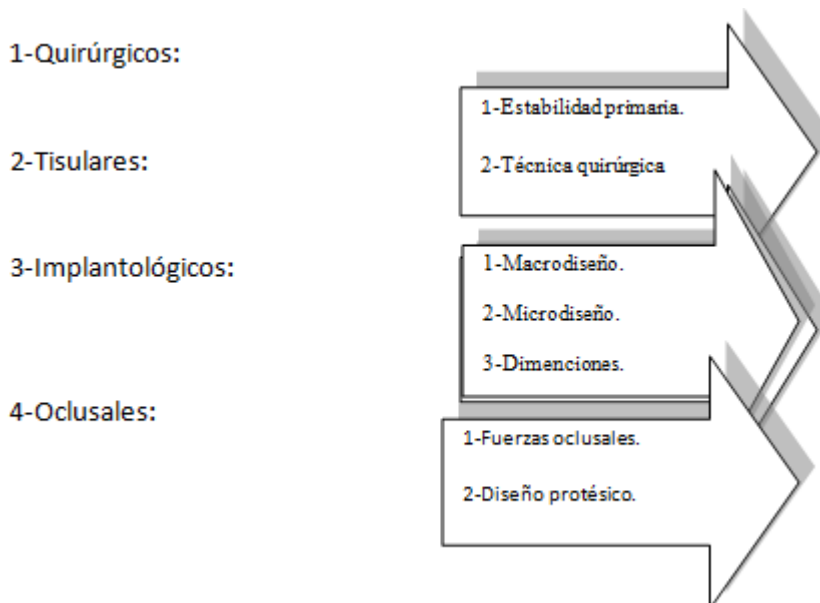 1-Quirúrgicos:
1-Estabilidad primaria.
2-Técnica quirúrgica
2-Tisulares:
3-Implantológicos:
1-Macrodiseño.
2-Microdiseño.
3-Dimenciones.
4-Oclusales:
1-Fuerzas oclusales.
2-Diseño protésico.